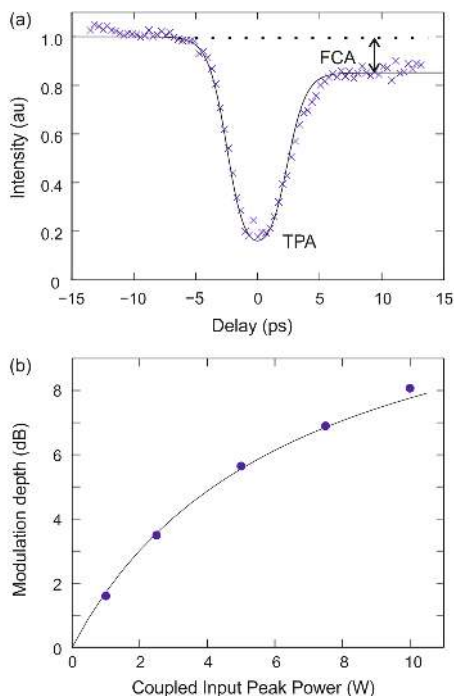 (a)
1.0
FCA
0.8
0.6
Intensity (au)
0.4
0.2
TPA
0
−15 −10 −5 0 5 10 15
Delay (ps)
(b)
8
6
Modulation depth (dB)
4
2
0
0 2 4 6 8 10
Coupled Input Peak Power (W)